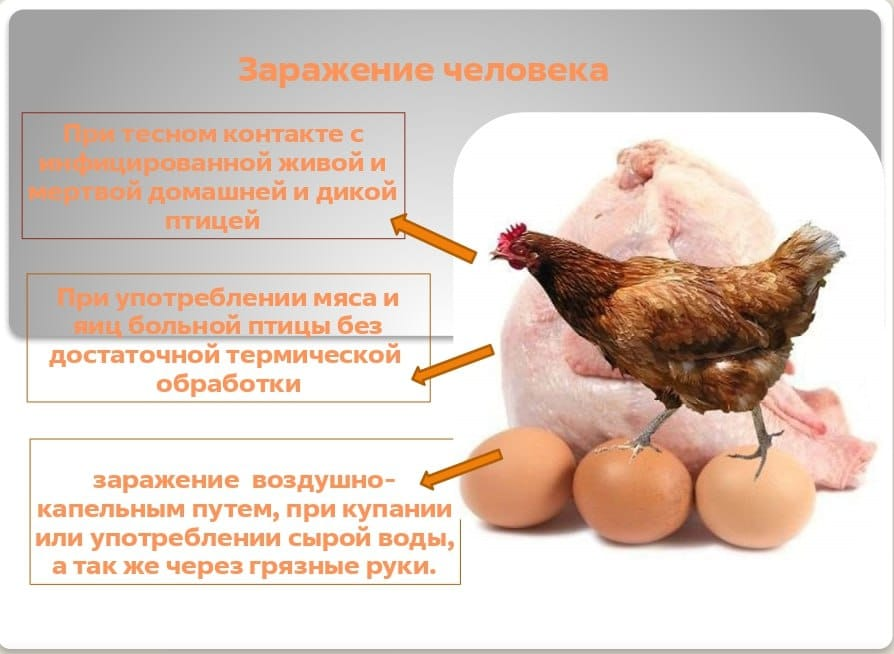 Заражение человека
При тесном контакте с
инфицированной живой и
мертвой домашней и дикой
птицей
При употреблении мяса и
яиц больной птицы без
достаточной термической
обработки
заражение воздушно-
капельным путем, при купании
или употреблении сырой воды,
а так же через грязные руки.